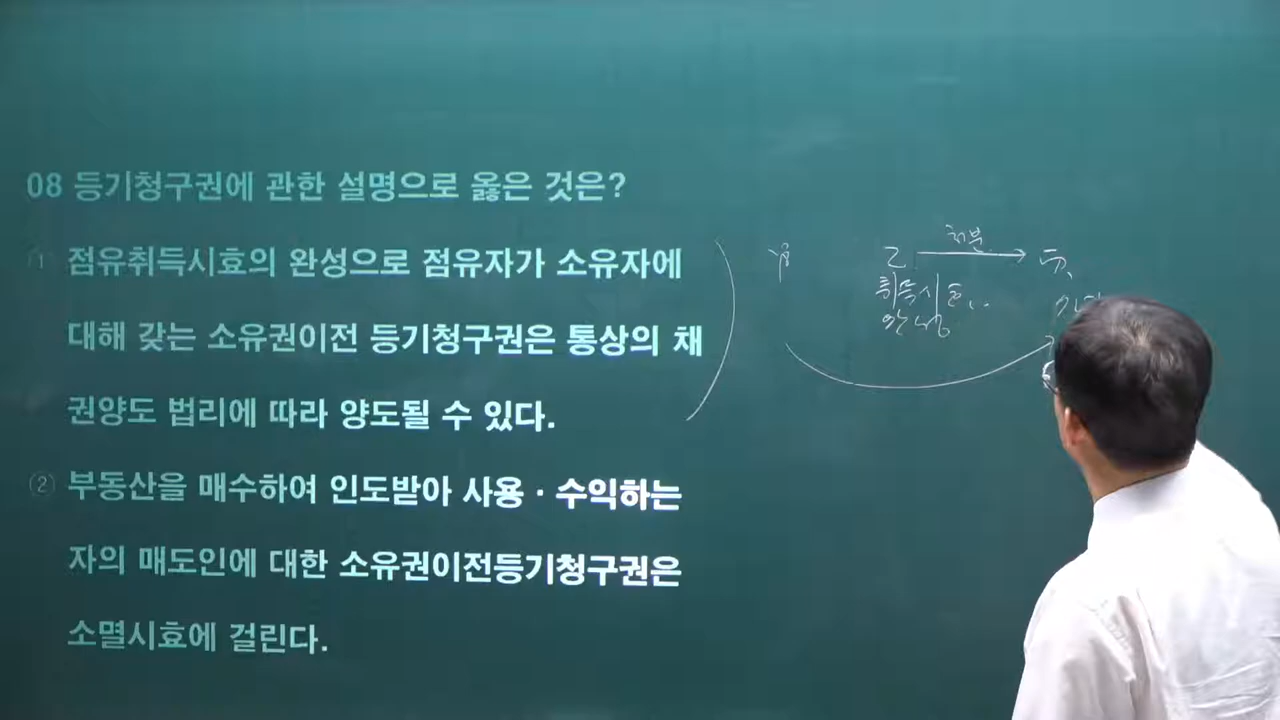 08 등기청구권에 관한 설명으로 옳은 것은?
① 점유취득시효의 완성으로 점유자가 소유자에
대해 갖는 소유권이전 등기청구권은 통상의 채
권양도 법리에 따라 양도될 수 있다.
② 부동산을 매수하여 인도받아 사용 · 수익하는
자의 매도인에 대한 소유권이전등기청구권은
소멸시효에 걸린다.
처분
갑 을 丙
취득시효
완성